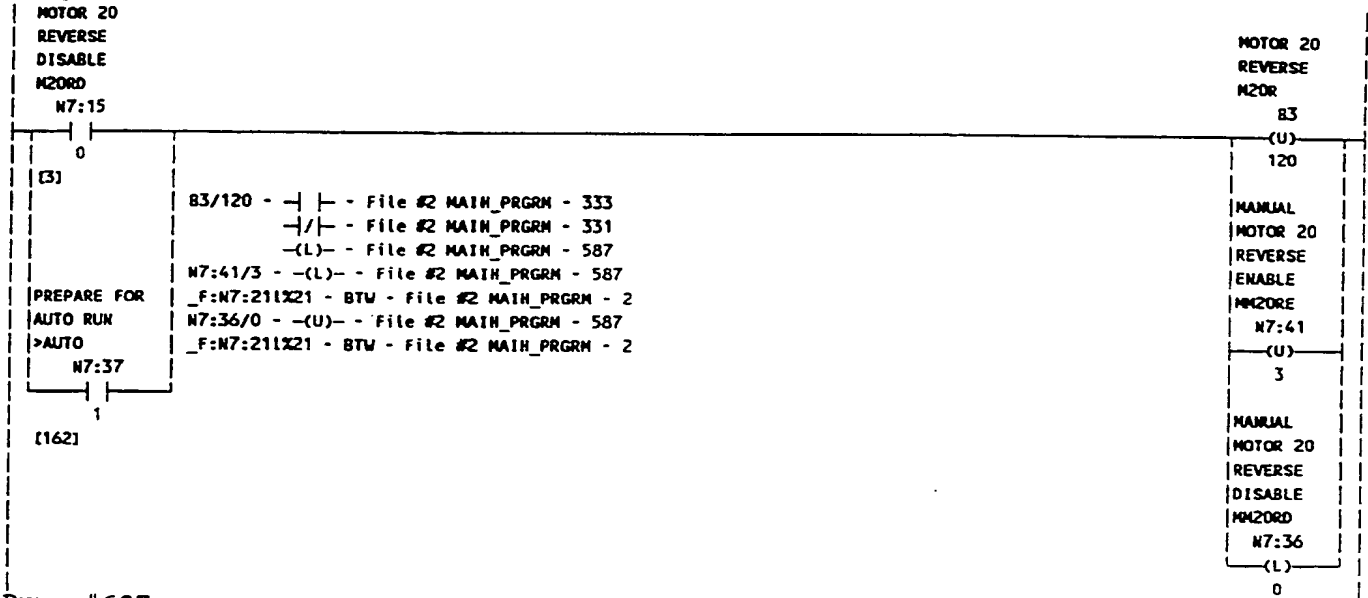 MOTOR 20
REVERSE
DISABLE
M20RD
N7:15
] [
0
[3]
PREPARE FOR
AUTO RUN
>AUTO
N7:37
1
[162]
B3/120 - ┤ ├ - File #2 MAIN_PRGRM - 333
┤/├ - File #2 MAIN_PRGRM - 331
—(L)— - File #2 MAIN_PRGRM - 587
N7:41/3 - —(L)— - File #2 MAIN_PRGRM - 587
_F:N7:211%21 - BTW - File #2 MAIN_PRGRM - 2
N7:36/0 - —(U)— - File #2 MAIN_PRGRM - 587
_F:N7:211%21 - BTW - File #2 MAIN_PRGRM - 2
MOTOR 20
REVERSE
M20R
B3
(U)
120
MANUAL
MOTOR 20
REVERSE
ENABLE
MM20RE
N7:41
(U)
3
MANUAL
MOTOR 20
REVERSE
DISABLE
MM20RD
N7:36
(L)
0